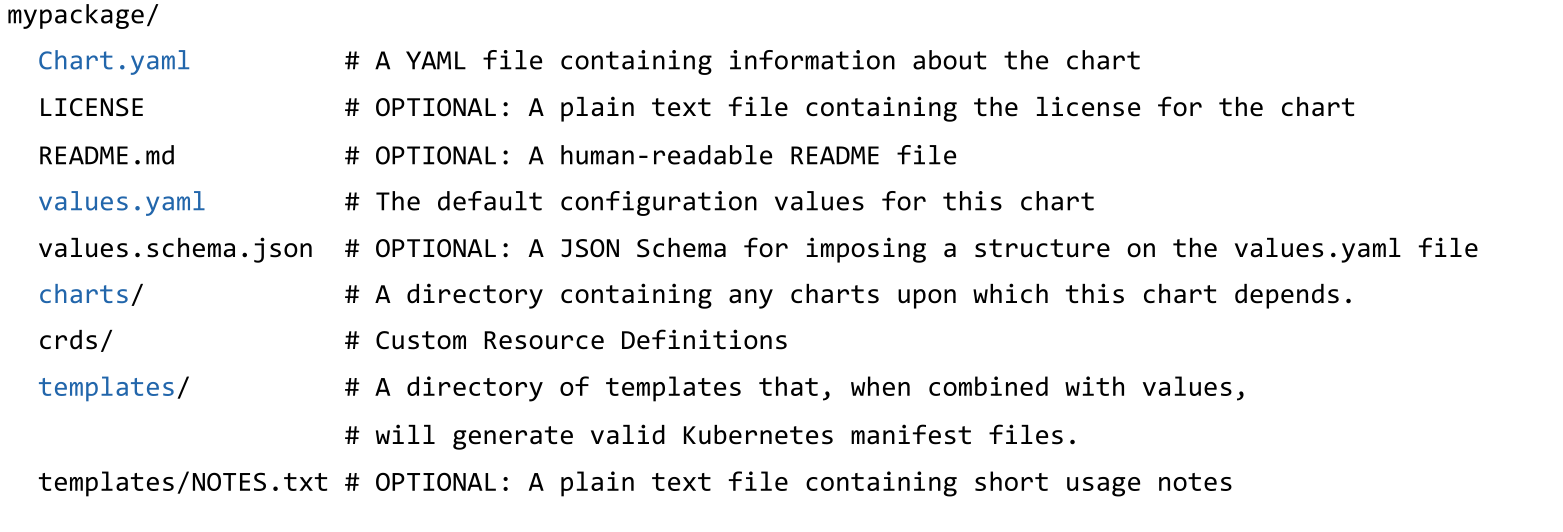 mypackage/
  Chart.yaml          # A YAML file containing information about the chart
  LICENSE             # OPTIONAL: A plain text file containing the license for the chart
  README.md           # OPTIONAL: A human-readable README file
  values.yaml         # The default configuration values for this chart
  values.schema.json  # OPTIONAL: A JSON Schema for imposing a structure on the values.yaml file
  charts/             # A directory containing any charts upon which this chart depends.
  crds/               # Custom Resource Definitions
  templates/          # A directory of templates that, when combined with values,
                      # will generate valid Kubernetes manifest files.
  templates/NOTES.txt # OPTIONAL: A plain text file containing short usage notes